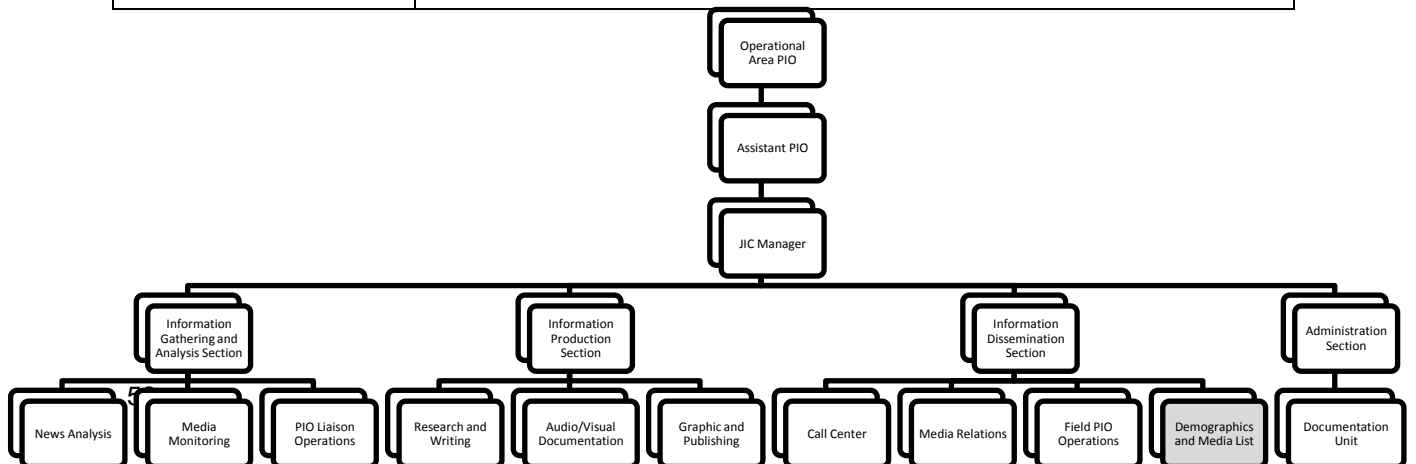 Operational
Area PIO
Assistant PIO
JIC Manager
Information
Gathering and
Analysis Section
Information
Production
Section
Information
Dissemination
Section
Administration
Section
News Analysis
Media
Monitoring
PIO Liaison
Operations
Research and
Writing
Audio/Visual
Documentation
Graphic and
Publishing
Call Center
Media Relations
Field PIO
Operations
Demographics
and Media List
Documentation
Unit